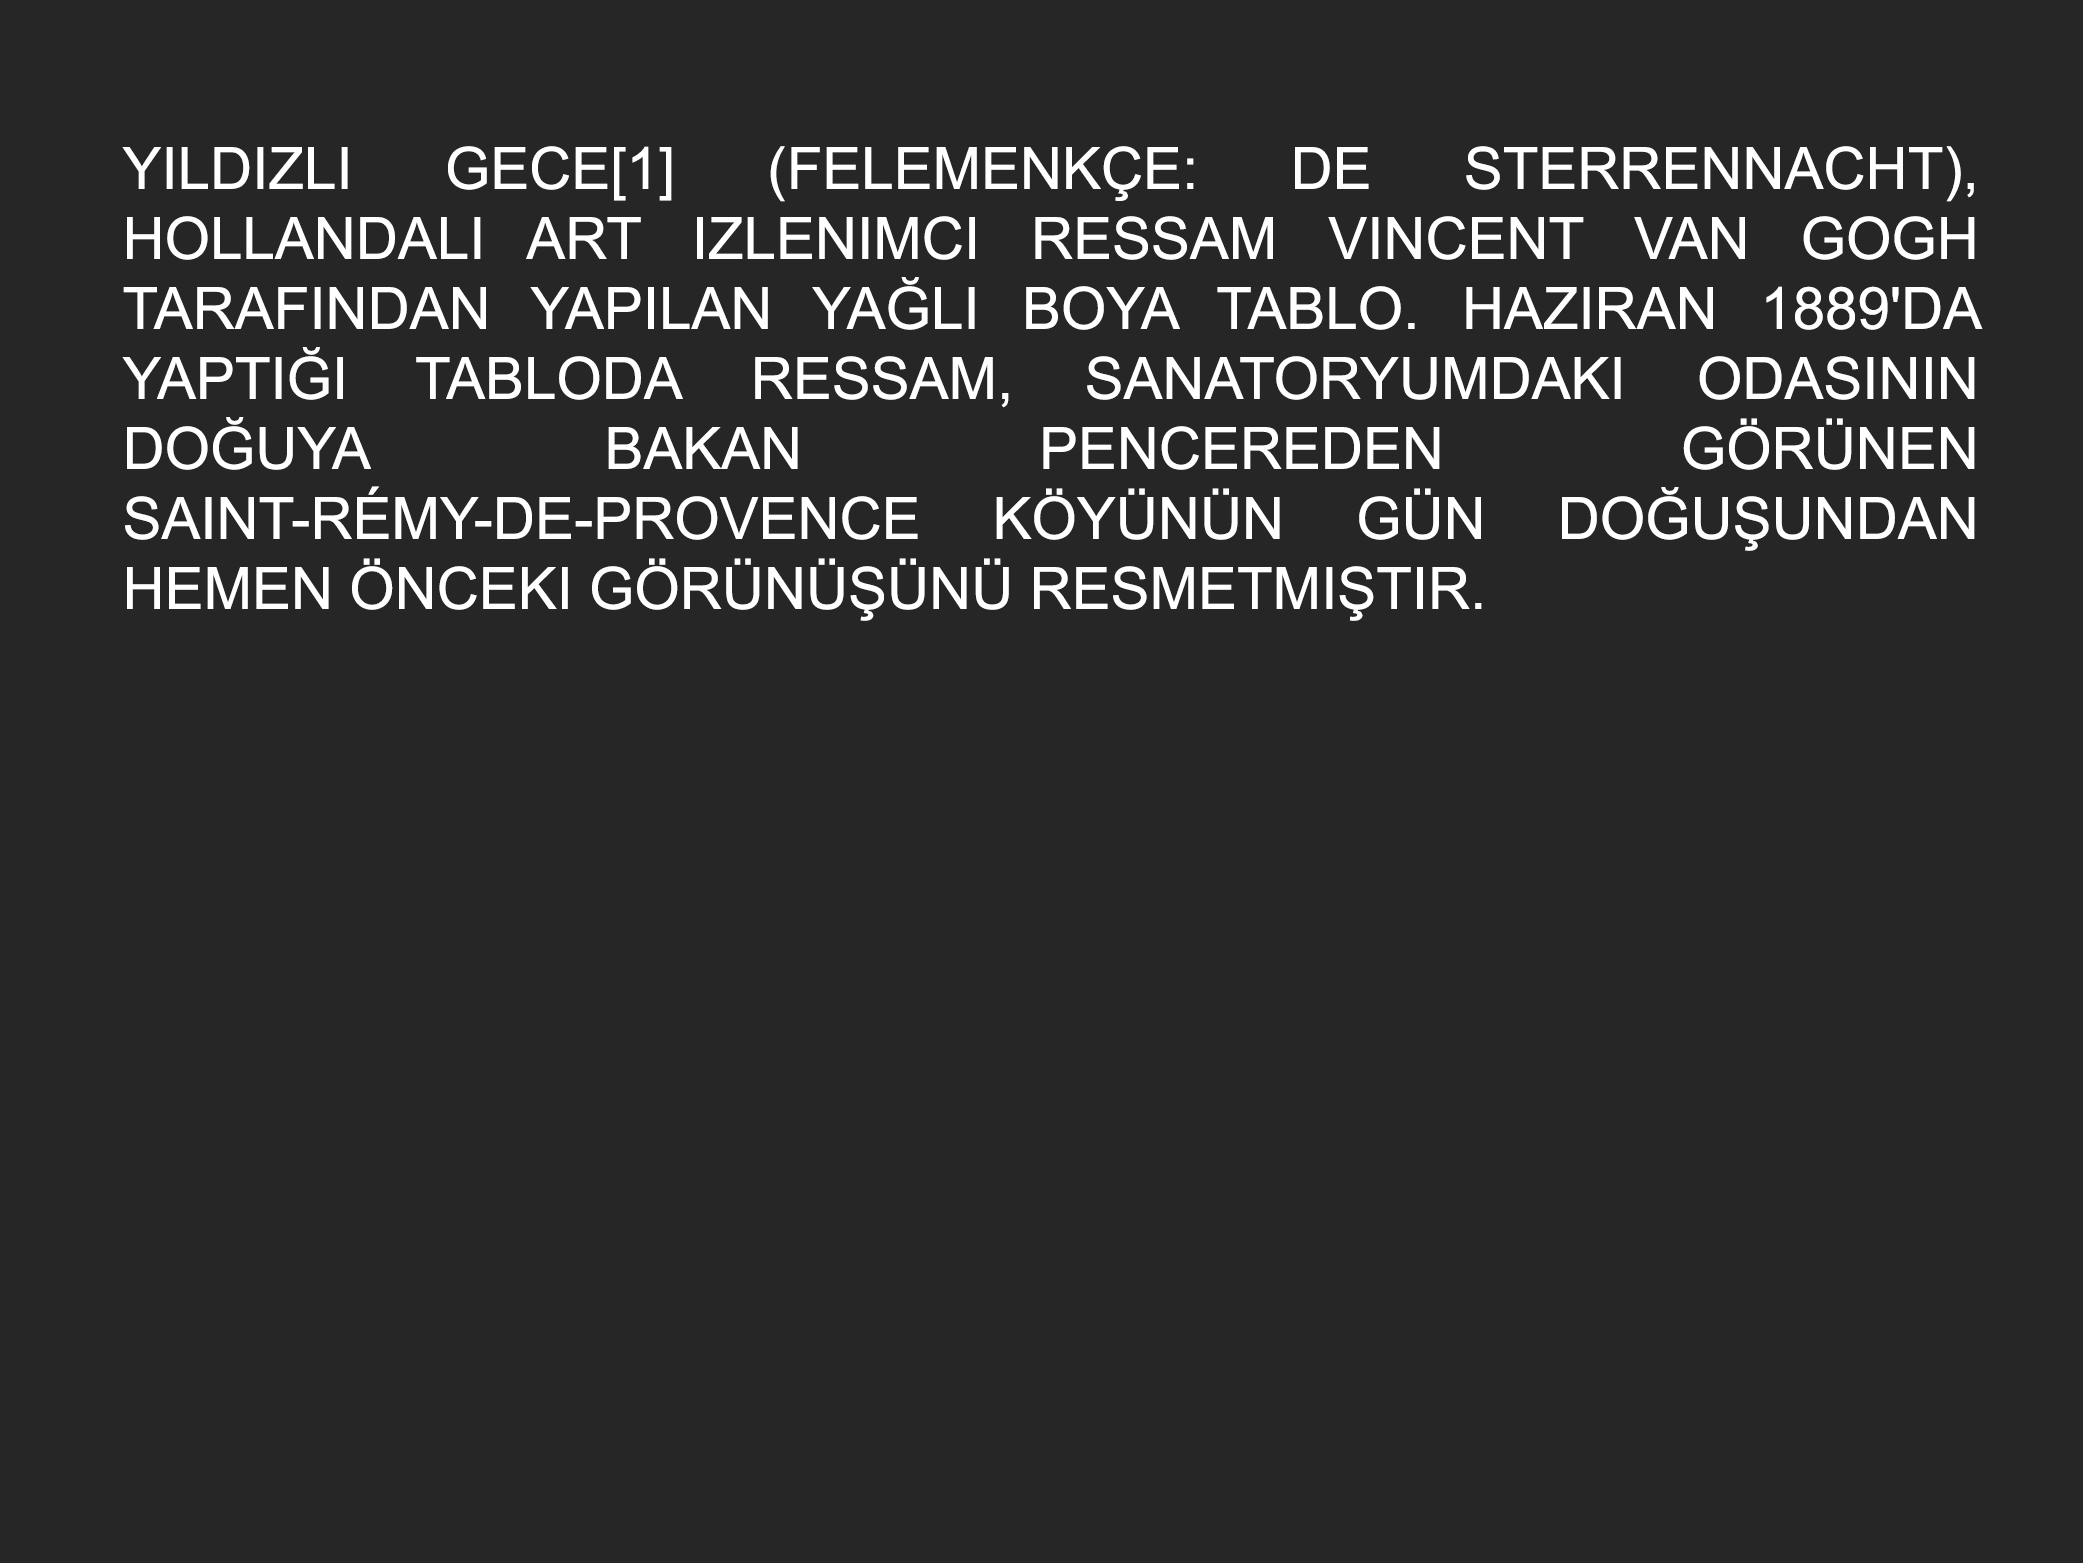 YILDIZLI GECE[1] (FELEMENKÇE: DE STERRENNACHT),
HOLLANDALI ART IZLENIMCI RESSAM VINCENT VAN GOGH
TARAFINDAN YAPILAN YAĞLI BOYA TABLO. HAZIRAN 1889'DA
YAPTIĞI TABLODA RESSAM, SANATORYUMDAKI ODASININ
DOĞUYA BAKAN PENCEREDEN GÖRÜNEN
SAINT-RÉMY-DE-PROVENCE KÖYÜNÜN GÜN DOĞUŞUNDAN
HEMEN ÖNCEKI GÖRÜNÜŞÜNÜ RESMETMIŞTIR.